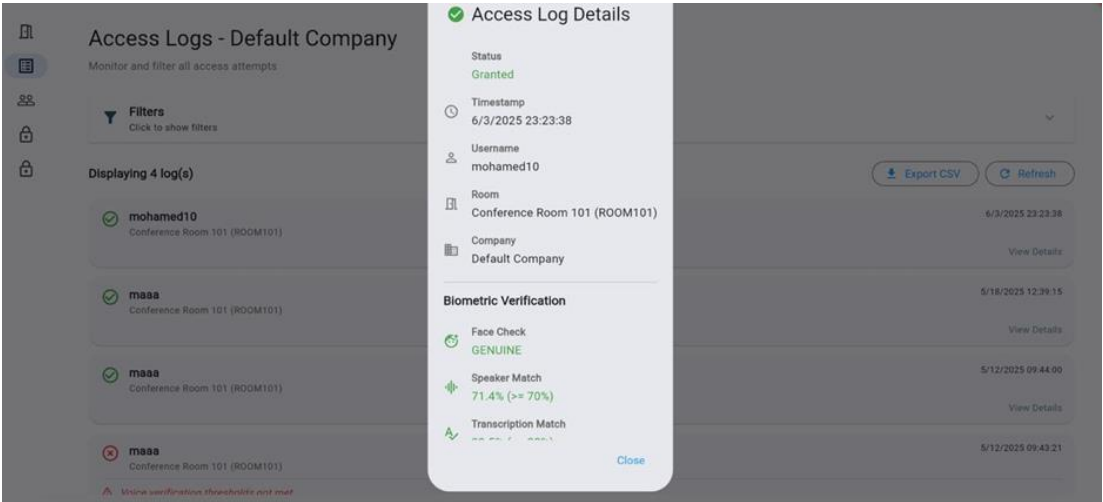 Access Logs - Default Company
Monitor and filter all access attempts
Filters
Click to show filters
Displaying 4 log(s)
Export CSV
Refresh
mohamed10
Conference Room 101 (ROOM101)
6/3/2025 23:23:38
View Details
maaa
Conference Room 101 (ROOM101)
5/18/2025 12:39:15
View Details
maaa
Conference Room 101 (ROOM101)
5/12/2025 09:44:00
View Details
maaa
Conference Room 101 (ROOM101)
5/12/2025 09:43:21
Voice verification thresholds not met
Access Log Details
Status
Granted
Timestamp
6/3/2025 23:23:38
Username
mohamed10
Room
Conference Room 101 (ROOM101)
Company
Default Company
Biometric Verification
Face Check
GENUINE
Speaker Match
71.4% (>= 70%)
Transcription Match
Close